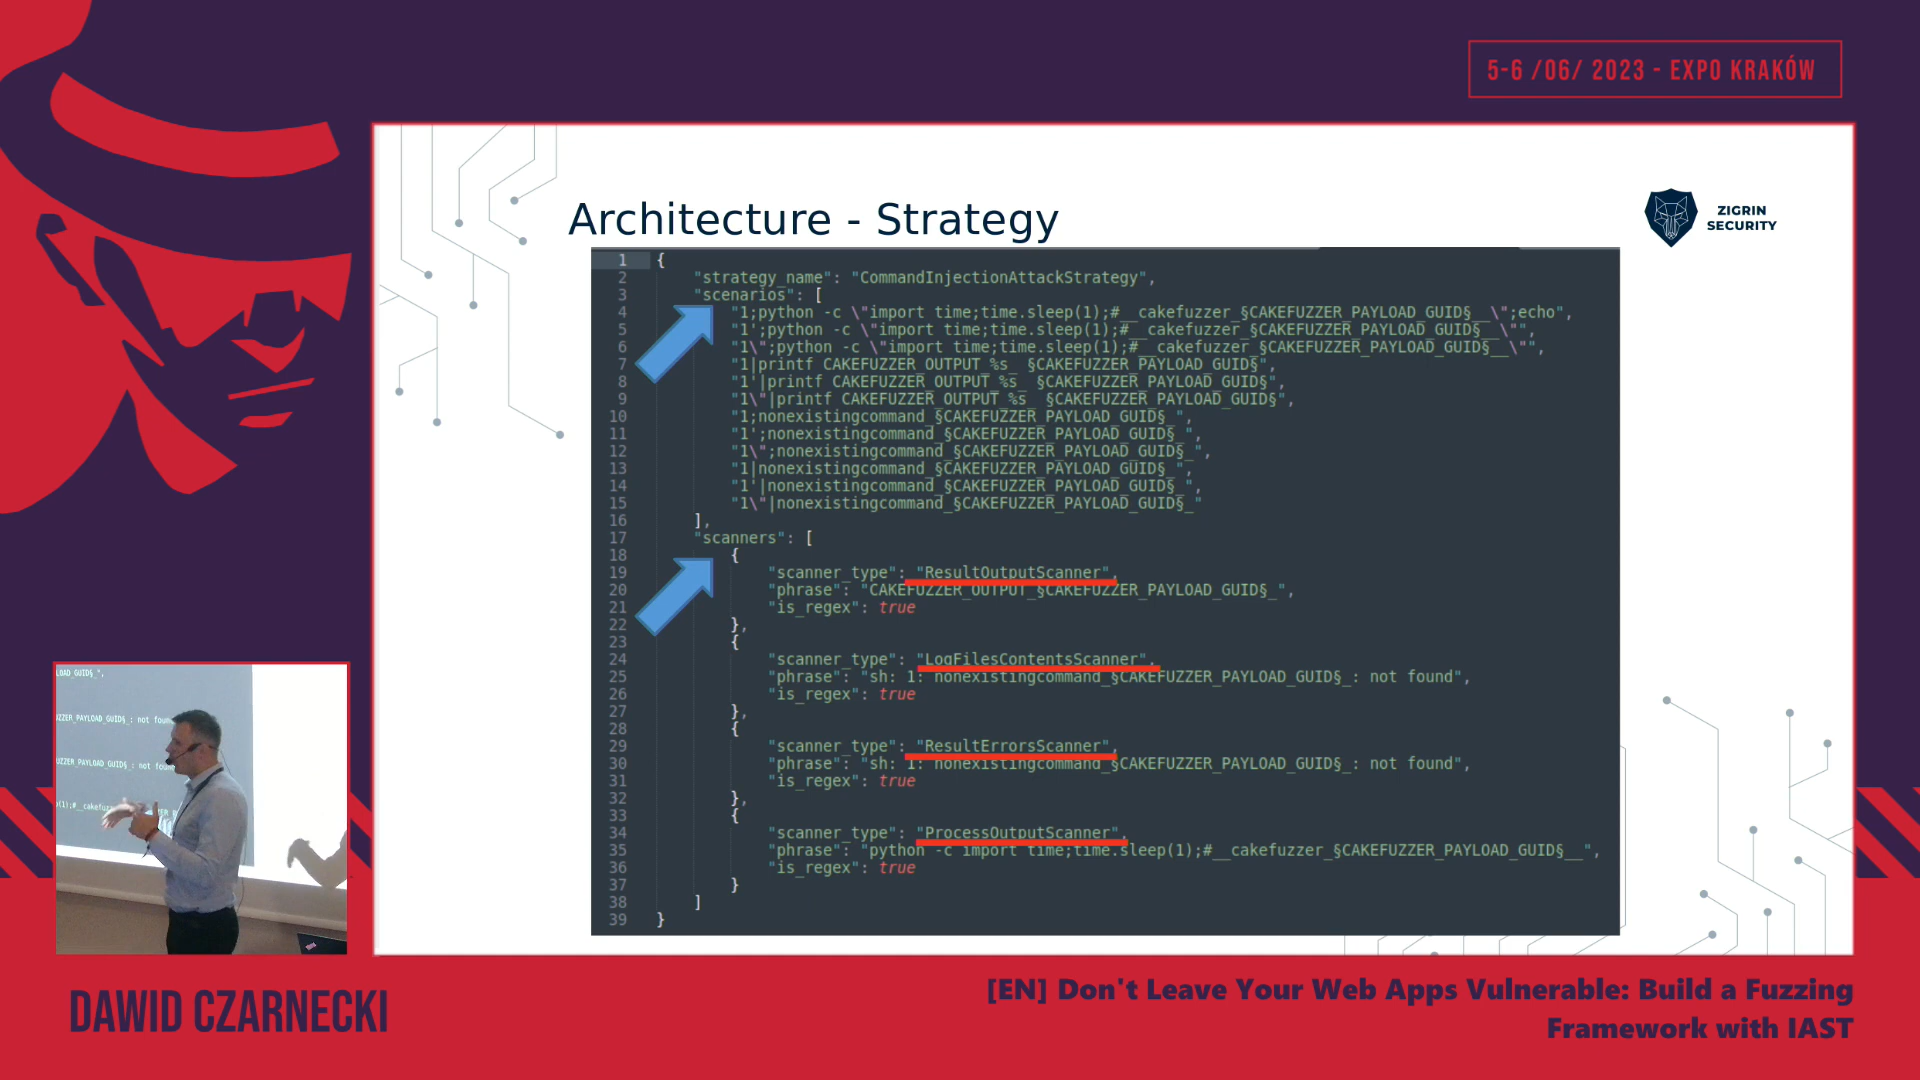 5-6 /06/ 2023 - EXPO KRAKÓW
Architecture - Strategy
ZIGRIN
SECURITY
1 {
2 "strategy_name": "CommandInjectionAttackStrategy",
3 "scenarios": [
4 "1;python -c \"import time;time.sleep(1);#__cakefuzzer_§CAKEFUZZER_PAYLOAD_GUID§__\";echo",
5 "1';python -c \"import time;time.sleep(1);#__cakefuzzer_§CAKEFUZZER_PAYLOAD_GUID§__\"",
6 "1\";python -c \"import time;time.sleep(1);#__cakefuzzer_§CAKEFUZZER_PAYLOAD_GUID§__\"",
7 "1|printf CAKEFUZZER_OUTPUT_%s_ §CAKEFUZZER_PAYLOAD_GUID§",
8 "1'|printf CAKEFUZZER_OUTPUT_%s_ §CAKEFUZZER_PAYLOAD_GUID§",
9 "1\"|printf CAKEFUZZER_OUTPUT_%s_ §CAKEFUZZER_PAYLOAD_GUID§",
10 "1;nonexistingcommand_§CAKEFUZZER_PAYLOAD_GUID§_",
11 "1';nonexistingcommand_§CAKEFUZZER_PAYLOAD_GUID§_",
12 "1\";nonexistingcommand_§CAKEFUZZER_PAYLOAD_GUID§_",
13 "1|nonexistingcommand_§CAKEFUZZER_PAYLOAD_GUID§_",
14 "1'|nonexistingcommand_§CAKEFUZZER_PAYLOAD_GUID§_",
15 "1\"|nonexistingcommand_§CAKEFUZZER_PAYLOAD_GUID§_"
16 ],
17 "scanners": [
18 {
19 "scanner_type": "ResultOutputScanner",
20 "phrase": "CAKEFUZZER_OUTPUT_§CAKEFUZZER_PAYLOAD_GUID§_",
21 "is_regex": true
22 },
23 {
24 "scanner_type": "LogFilesContentsScanner",
25 "phrase": "sh: 1: nonexistingcommand_§CAKEFUZZER_PAYLOAD_GUID§_: not found",
26 "is_regex": true
27 },
28 {
29 "scanner_type": "ResultErrorsScanner",
30 "phrase": "sh: 1: nonexistingcommand_§CAKEFUZZER_PAYLOAD_GUID§_: not found",
31 "is_regex": true
32 },
33 {
34 "scanner_type": "ProcessOutputScanner",
35 "phrase": "python -c import time;time.sleep(1);#__cakefuzzer_§CAKEFUZZER_PAYLOAD_GUID§__",
36 "is_regex": true
37 }
38 ]
39 }
LOAD_GUID§_",
ZZER_PAYLOAD_GUID§_: not foun
UZZER_PAYLOAD_GUID§_: not foun
DAWID CZARNECKI
[EN] Don't Leave Your Web Apps Vulnerable: Build a Fuzzing
Framework with IAST